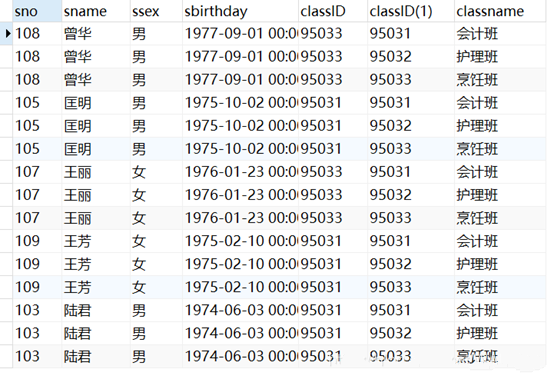 sno sname ssex sbirthday classID classID(1) classname
108 曾华 男 1977-09-01 00:0 95033 95031 会计班
108 曾华 男 1977-09-01 00:0 95033 95032 护理班
108 曾华 男 1977-09-01 00:0 95033 95033 烹饪班
105 匡明 男 1975-10-02 00:0 95031 95031 会计班
105 匡明 男 1975-10-02 00:0 95031 95032 护理班
105 匡明 男 1975-10-02 00:0 95031 95033 烹饪班
107 王丽 女 1976-01-23 00:0 95033 95031 会计班
107 王丽 女 1976-01-23 00:0 95033 95032 护理班
107 王丽 女 1976-01-23 00:0 95033 95033 烹饪班
109 王芳 女 1975-02-10 00:0 95031 95031 会计班
109 王芳 女 1975-02-10 00:0 95031 95032 护理班
109 王芳 女 1975-02-10 00:0 95031 95033 烹饪班
103 陆君 男 1974-06-03 00:0 95031 95031 会计班
103 陆君 男 1974-06-03 00:0 95031 95032 护理班
103 陆君 男 1974-06-03 00:0 95031 95033 烹饪班